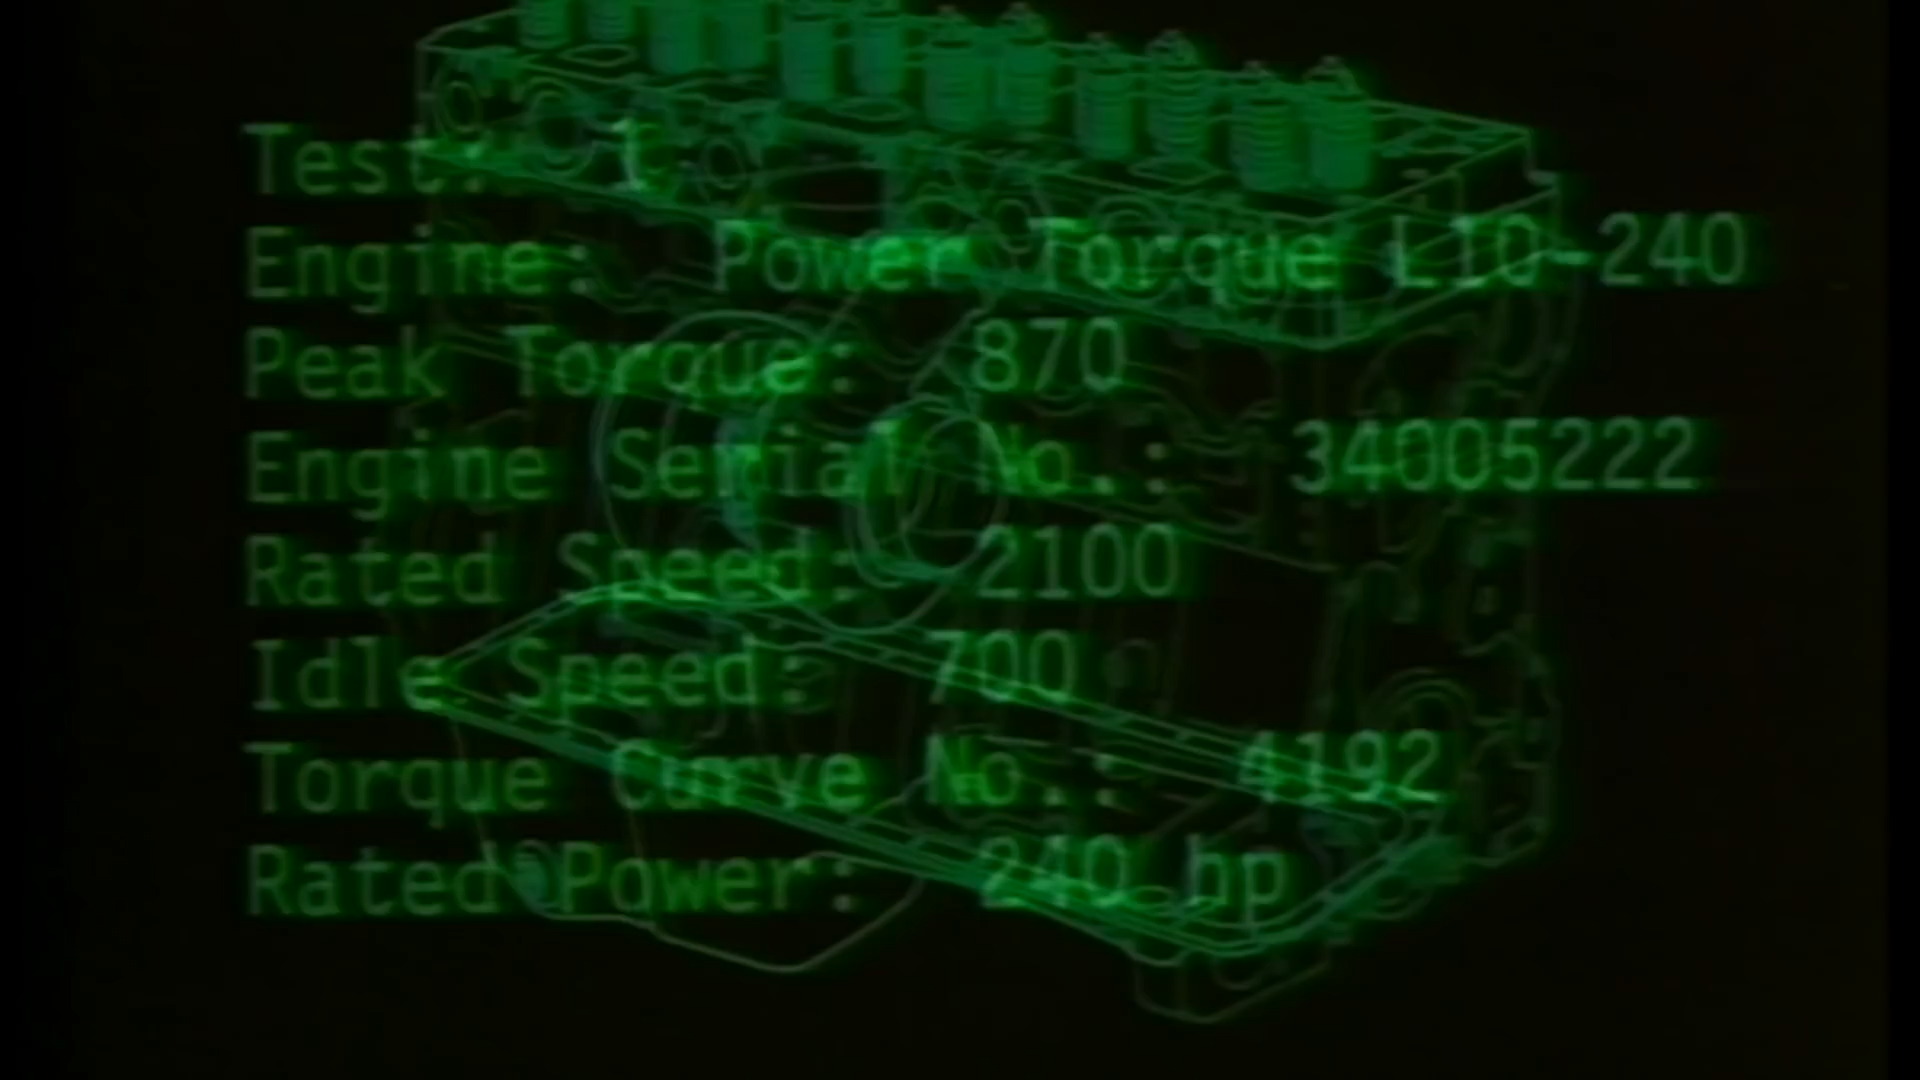 Test: 1
Engine: Power Torque L10-240
Peak Torque: 870
Engine Serial No.: 34005222
Rated Speed: 2100
Idle Speed: 700
Torque Curve No.: 4192
Rated Power: 240 hp